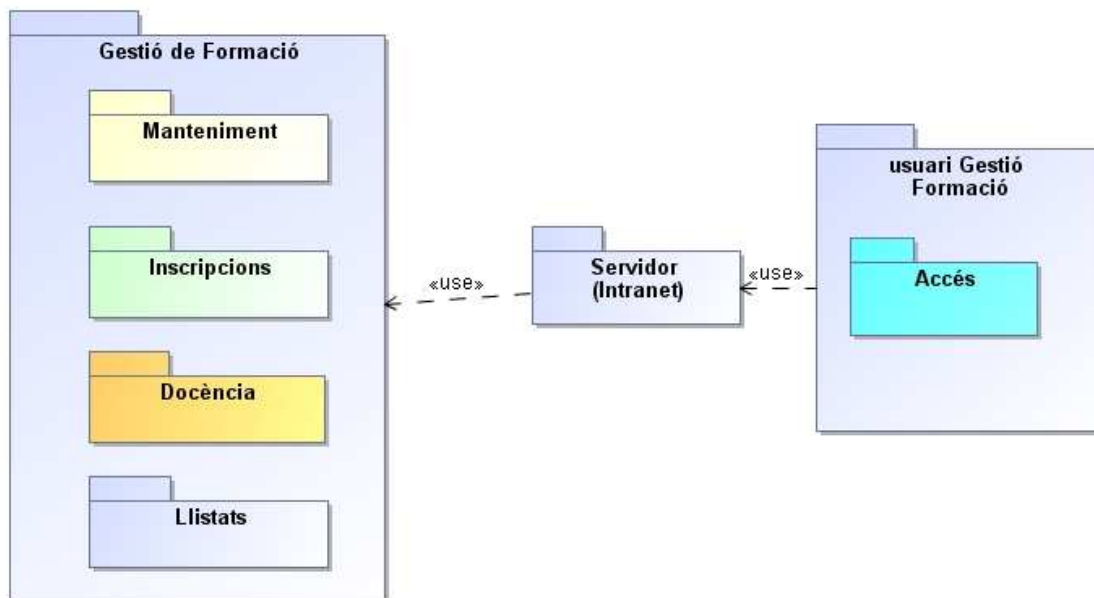 Gestió de Formació
Manteniment
Inscripcions
Docència
Llistats
«use»
Servidor
(Intranet)
«use»
usuari Gestió
Formació
Accés